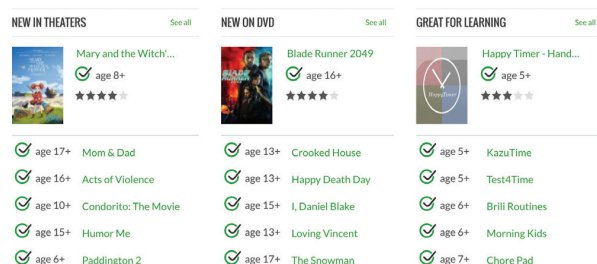 NEW IN THEATERS
See all
Mary and the Witch'...
age 8+
age 17+ Mom & Dad
age 16+ Acts of Violence
age 10+ Condorito: The Movie
age 15+ Humor Me
age 6+ Paddington 2
NEW ON DVD
See all
BLADE
RUNNER
Blade Runner 2049
age 16+
age 13+ Crooked House
age 13+ Happy Death Day
age 15+ I, Daniel Blake
age 13+ Loving Vincent
age 17+ The Snowman
GREAT FOR LEARNING
See all
HappyTimer
Happy Timer - Hand...
age 5+
age 5+ KazuTime
age 5+ Test4Time
age 6+ Brili Routines
age 6+ Morning Kids
age 7+ Chore Pad